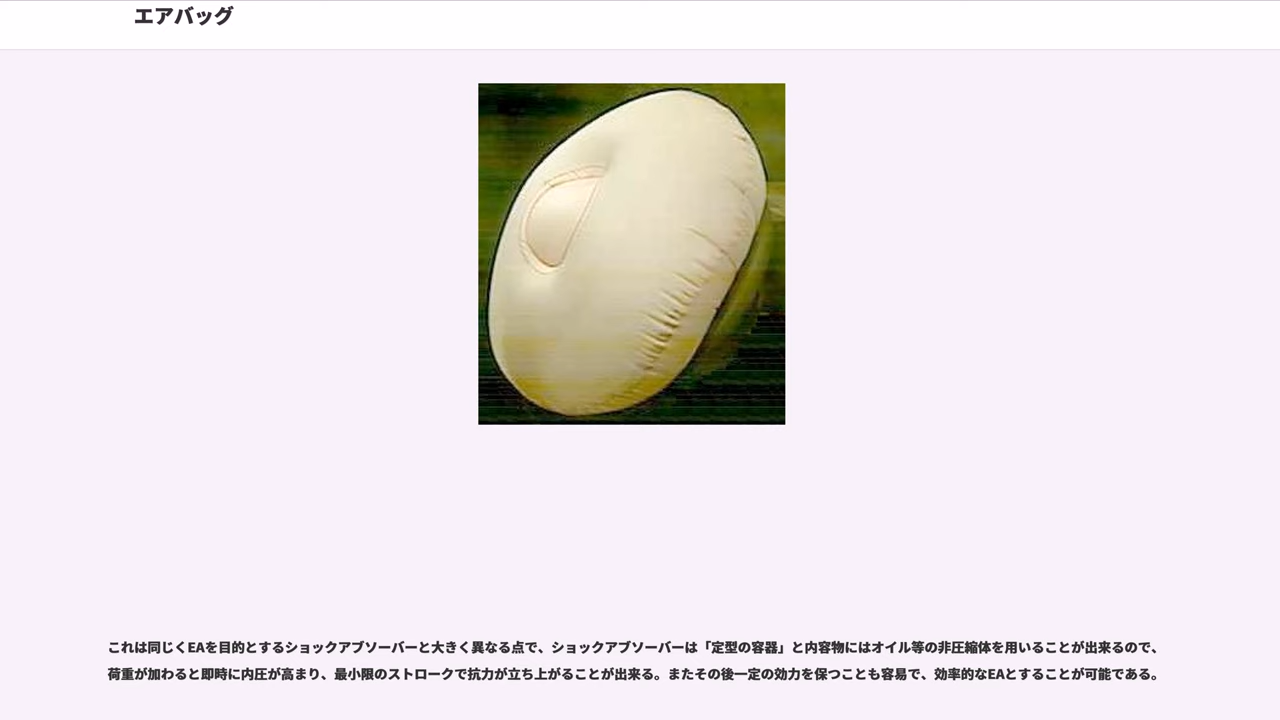 エアバッグ
これは同じくEAを目的とするショックアブソーバーと大きく異なる点で、ショックアブソーバーは「定型の容器」と内容物にはオイル等の非圧縮体を用いることが出来るので、
荷重が加わると即時に内圧が高まり、最小限のストロークで抗力が立ち上がることが出来る。またその後一定の効力を保つことも容易で、効率的なEAとすることが可能である。